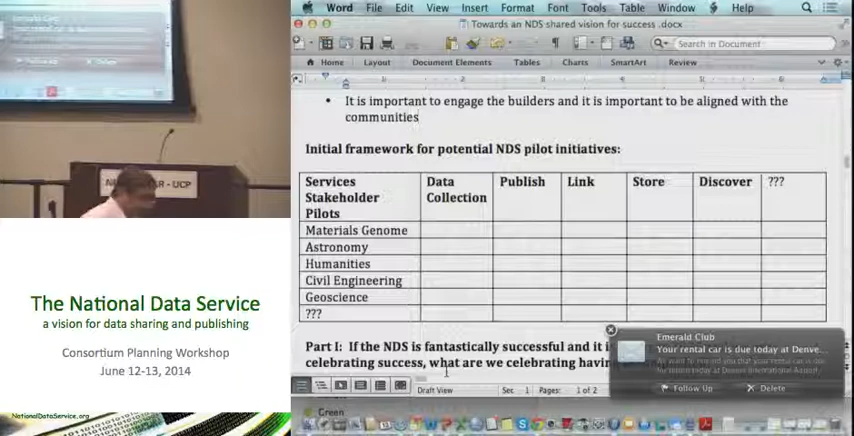 Word File Edit View Insert Format Font Tools Table Window Help
Towards an NDS shared vision for success .docx
Search in Document
Home Layout Document Elements Tables Charts SmartArt Review
• It is important to engage the builders and it is important to be aligned with the
communities
Initial framework for potential NDS pilot initiatives:
Services Data Publish Link Store Discover ???
Stakeholder Collection
Pilots
Materials Genome
Astronomy
Humanities
Civil Engineering
Geoscience
???
Part I: If the NDS is fantastically successful and it i
celebrating success, what are we celebrating havin
Emerald Club
Your rental car is due today at Denve...
Follow Up Delete
Draft View Sec 1 Pages: 1 of 2
Green
- UCP
The National Data Service
a vision for data sharing and publishing
Consortium Planning Workshop
June 12-13, 2014
NationalDataService.org